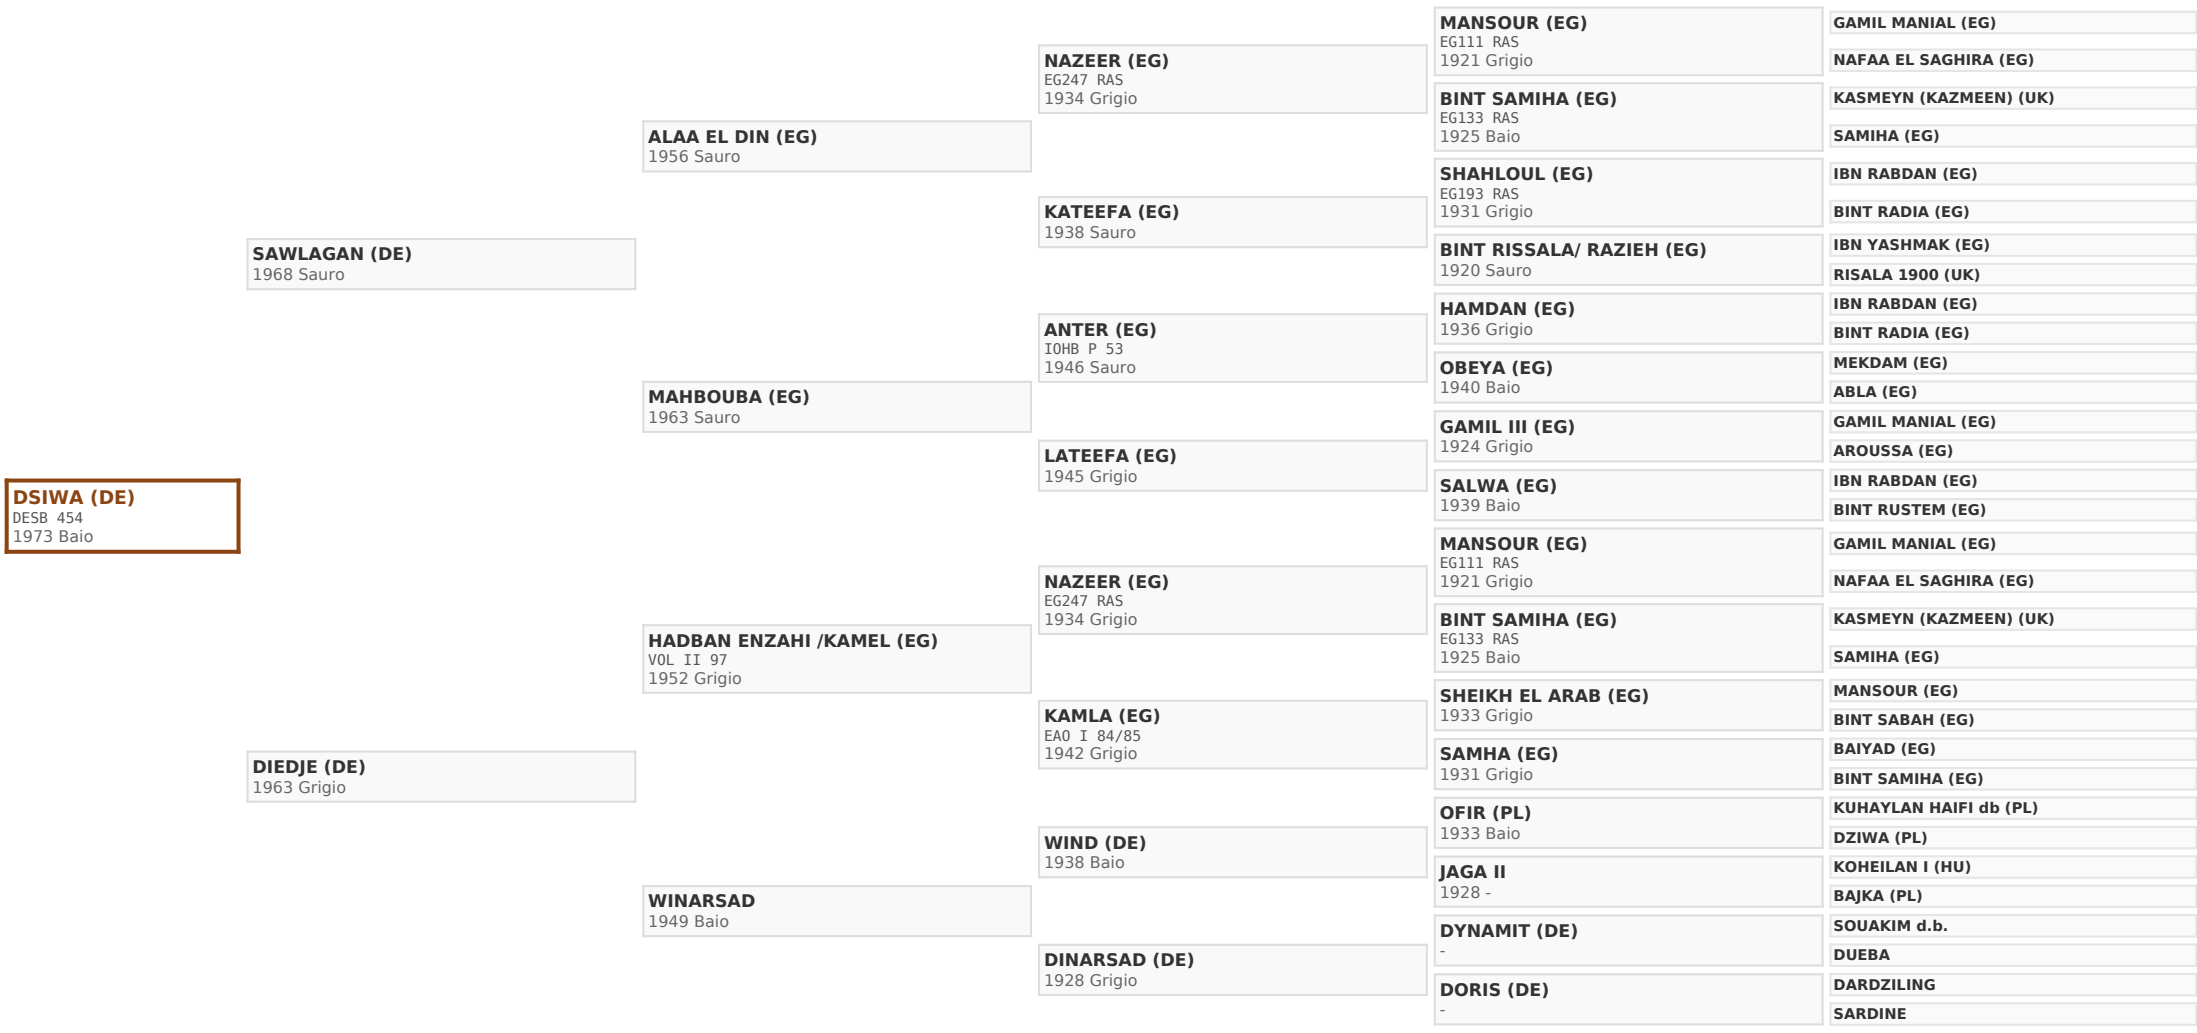 DSIWA (DE)
DESB 454
1973 Baio
SAWLAGAN (DE)
1968 Sauro
DIEDJE (DE)
1963 Grigio
ALAA EL DIN (EG)
1956 Sauro
MAHBOUBA (EG)
1963 Sauro
HADBAN ENZAHI /KAMEL (EG)
VOL II 97
1952 Grigio
WINARSAD
1949 Baio
NAZEER (EG)
EG247 RAS
1934 Grigio
KATEEFA (EG)
1938 Sauro
ANTER (EG)
IOHB P 53
1946 Sauro
LATEEFA (EG)
1945 Grigio
NAZEER (EG)
EG247 RAS
1934 Grigio
KAMLA (EG)
EAO I 84/85
1942 Grigio
WIND (DE)
1938 Baio
DINARSAD (DE)
1928 Grigio
MANSOUR (EG)
EG111 RAS
1921 Grigio
BINT SAMIHA (EG)
EG133 RAS
1925 Baio
SHAHLOUL (EG)
EG193 RAS
1931 Grigio
BINT RISSALA/ RAZIEH (EG)
1920 Sauro
HAMDAN (EG)
1936 Grigio
OBEYA (EG)
1940 Baio
GAMIL III (EG)
1924 Grigio
SALWA (EG)
1939 Baio
MANSOUR (EG)
EG111 RAS
1921 Grigio
BINT SAMIHA (EG)
EG133 RAS
1925 Baio
SHEIKH EL ARAB (EG)
1933 Grigio
SAMHA (EG)
1931 Grigio
OFIR (PL)
1933 Baio
JAGA II
1928 -
DYNAMIT (DE)
-
DORIS (DE)
-
GAMIL MANIAL (EG)
NAFAA EL SAGHIRA (EG)
KASMEYN (KAZMEEN) (UK)
SAMIHA (EG)
IBN RABDAN (EG)
BINT RADIA (EG)
IBN YASHMAK (EG)
RISALA 1900 (UK)
IBN RABDAN (EG)
BINT RADIA (EG)
MEKDAM (EG)
ABLA (EG)
GAMIL MANIAL (EG)
AROUSSA (EG)
IBN RABDAN (EG)
BINT RUSTEM (EG)
GAMIL MANIAL (EG)
NAFAA EL SAGHIRA (EG)
KASMEYN (KAZMEEN) (UK)
SAMIHA (EG)
MANSOUR (EG)
BINT SABAH (EG)
BAIYAD (EG)
BINT SAMIHA (EG)
KUHAYLAN HAIFI db (PL)
DZIWA (PL)
KOHEILAN I (HU)
BAJKA (PL)
SOUAKIM d.b.
DUEBA
DARDZILING
SARDINE